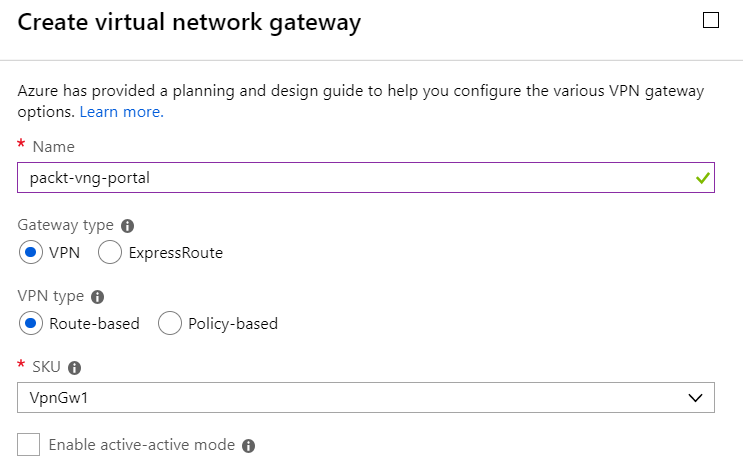 Create virtual network gateway
Azure has provided a planning and design guide to help you configure the various VPN gateway
options. Learn more.
* Name
packt-vng-portal
Gateway type
VPN ExpressRoute
VPN type
Route-based Policy-based
* SKU
VpnGw1
Enable active-active mode